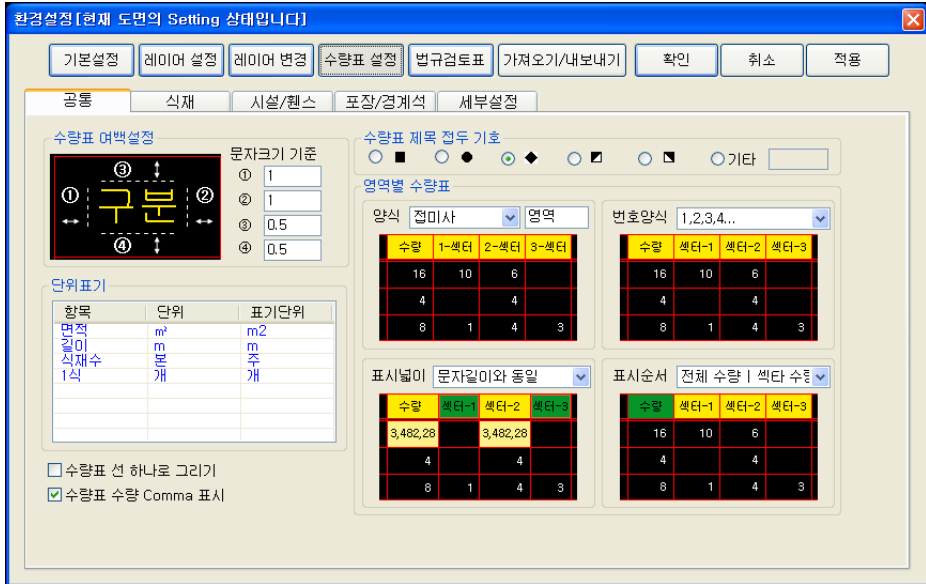 환경설정[현재 도면의 Setting 상태입니다]
기본설정 레이어 설정 레이어 변경 수량표 설정 법규검토표 가져오기/내보내기 확인 취소 적용
공통 식재 시설/휀스 포장/경계석 세부설정
수량표 여백설정
문자크기 기준
① ② ③ ④ 구분
① 1
② 1
③ 0.5
④ 0.5
단위표기
항목 단위 표기단위
면적 ㎡ m2
길이 m m
식재수 본 주
1식 개 개
수량표 선 하나로 그리기
수량표 수량 Comma 표시
수량표 제목 접두 기호
■ ● ◆ ◩ ⬔ 기타
영역별 수량표
양식 접미사 영역
수량 1-섹터 2-섹터 3-섹터
16 10 6
4 4
8 1 4 3
번호양식 1,2,3,4...
수량 섹터-1 섹터-2 섹터-3
16 10 6
4 4
8 1 4 3
표시넓이 문자길이와 동일
수량 섹터-1 섹터-2 섹터-3
3,482,28 3,482,28
4 4
8 1 4 3
표시순서 전체 수량 | 섹타
수량 섹터-1 섹터-2 섹터-3
16 10 6
4 4
8 1 4 3